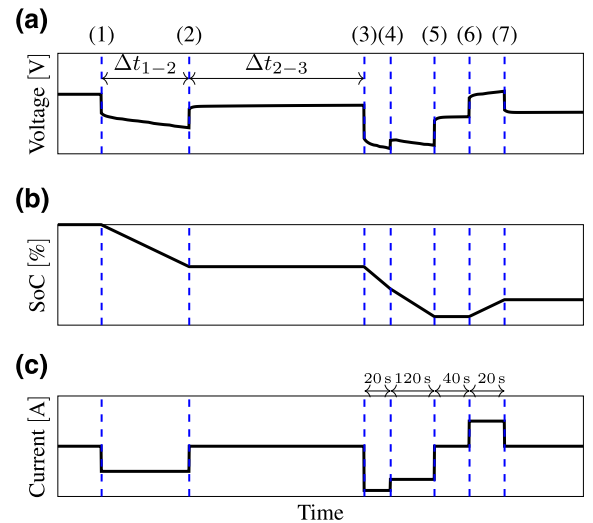 (a)
(1) (2) (3) (4) (5) (6) (7)
Δt1−2 Δt2−3
Voltage [V]
(b)
SoC [%]
(c)
20 s 120 s 40 s 20 s
Current [A]
Time